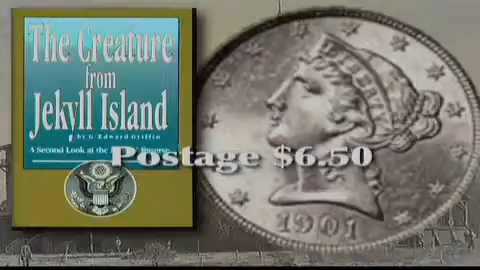 The Creature
from
Jekyll Island
by G. Edward Griffin
A Second Look at the
Postage $6.50
LIBERTY
1901